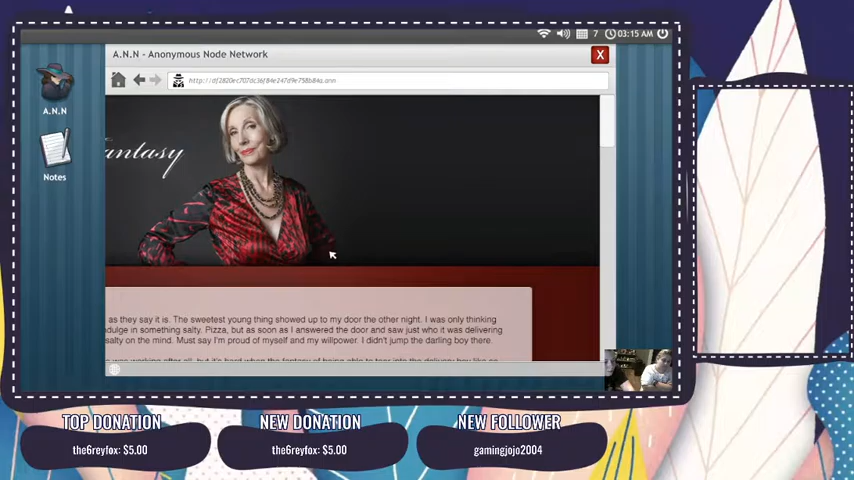 7 03:15 AM
A.N.N - Anonymous Node Network
X
A.N.N
antasy
Notes
as they say it is. The sweetest young thing showed up to my door the other night. I was only thinking
ndulge in something salty. Pizza, but as soon as I answered the door and saw just who it was delivering
salty on the mind. Must say I'm proud of myself and my willpower. I didn't jump the darling boy there.
TOP DONATION
NEW DONATION
NEW FOLLOWER
the6reyfox: $5.00
the6reyfox: $5.00
gamingjojo2004